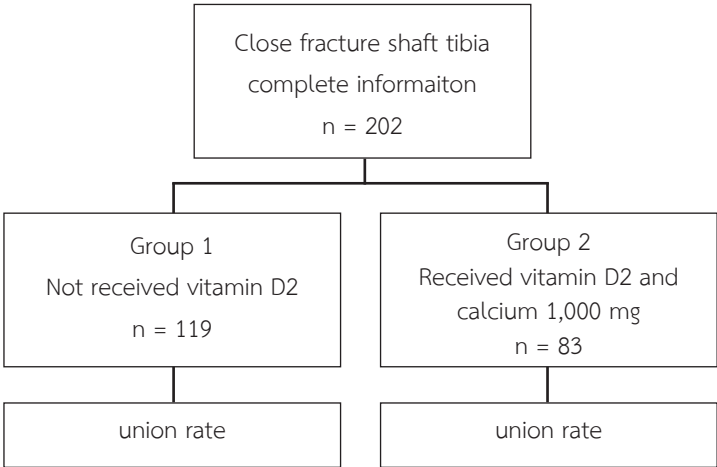 Close fracture shaft tibia
complete informaiton
n = 202
Group 1
Not received vitamin D2
n = 119
Group 2
Received vitamin D2 and
calcium 1,000 mg
n = 83
union rate
union rate